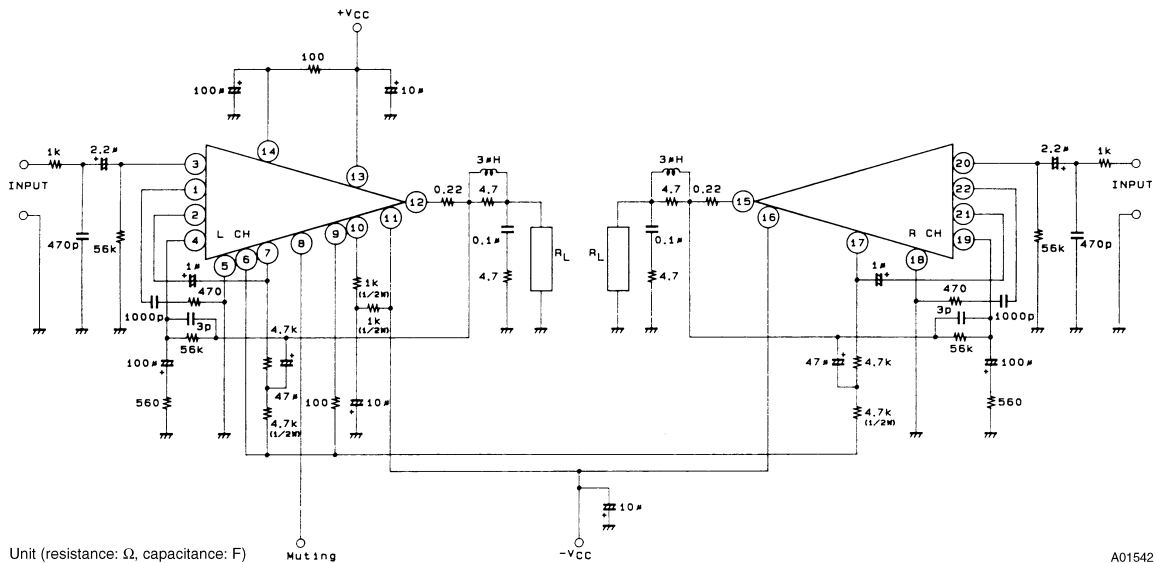 +VCC
100
100µ
10µ
14
13
1k
2.2µ
+
3
1
2
4
INPUT
470p
56k
L CH
5
6
7
8
9
10
11
12
0.22
3µH
4.7
0.1µ
4.7
RL
1µ
470
1000p
3p
56k
100µ
560
4.7k
47µ
4.7k
(1/2W)
100
1k
(1/2W)
1k
(1/2W)
10µ
3µH
4.7
0.22
15
16
17
18
R CH
20
22
21
19
2.2µ
1k
INPUT
RL
0.1µ
4.7
56k
470p
1µ
470
1000p
3p
56k
47µ
4.7k
100µ
560
4.7k
(1/2W)
10µ
Muting
-VCC
Unit (resistance: Ω, capacitance: F)
A01542